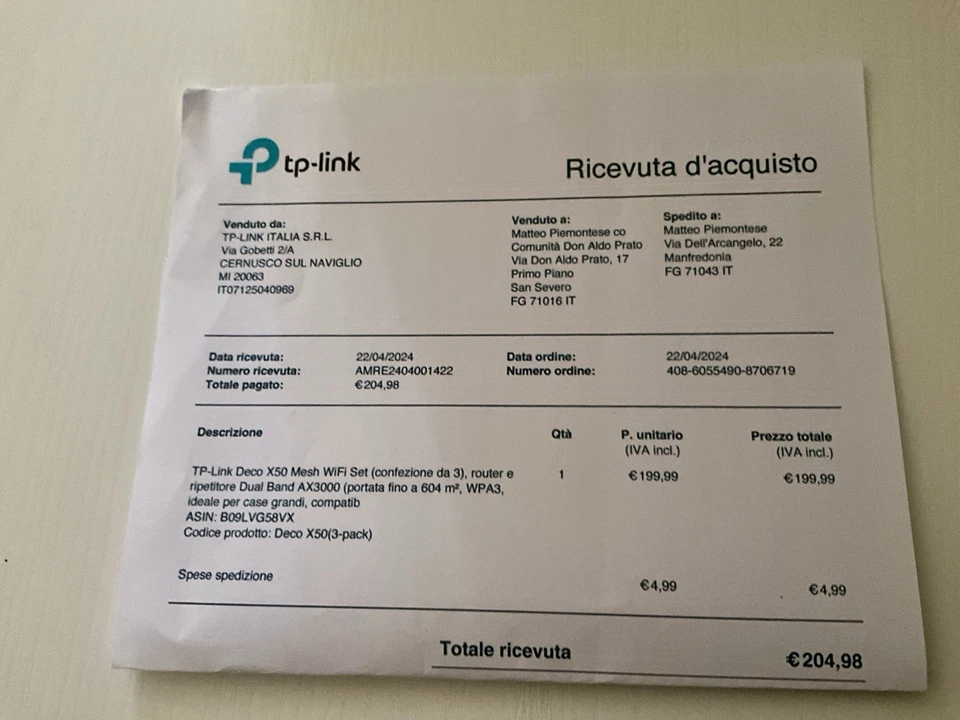 tp-link
Ricevuta d'acquisto
Venduto da:
TP-LINK ITALIA S.R.L.
Via Gobetti 2/A
CERNUSCO SUL NAVIGLIO
MI 20063
IT07125040969
Venduto a:
Matteo Piemontese co
Comunità Don Aldo Prato
Via Don Aldo Prato, 17
Primo Piano
San Severo
FG 71016 IT
Spedito a:
Matteo Piemontese
Via Dell'Arcangelo, 22
Manfredonia
FG 71043 IT
Data ricevuta: 22/04/2024
Numero ricevuta: AMRE2404001422
Totale pagato: €204,98
Data ordine: 22/04/2024
Numero ordine: 408-6055490-8706719
Descrizione Qtà P. unitario Prezzo totale
(IVA incl.) (IVA incl.)
TP-Link Deco X50 Mesh WiFi Set (confezione da 3), router e 1 €199,99 €199,99
ripetitore Dual Band AX3000 (portata fino a 604 m², WPA3,
ideale per case grandi, compatib
ASIN: B09LVG58VX
Codice prodotto: Deco X50(3-pack)
Spese spedizione €4,99 €4,99
Totale ricevuta €204,98